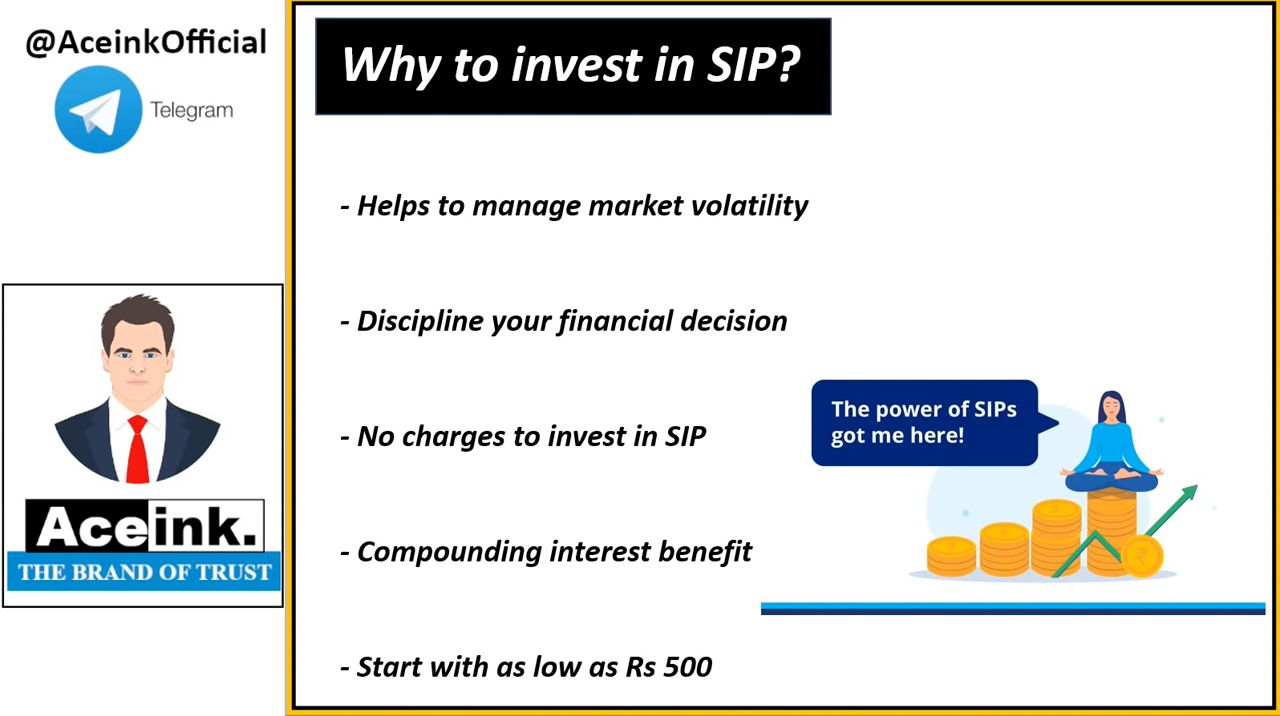 @AceinkOfficial
Telegram
Aceink.
THE BRAND OF TRUST
Why to invest in SIP?
- Helps to manage market volatility
- Discipline your financial decision
- No charges to invest in SIP
- Compounding interest benefit
- Start with as low as Rs 500
The power of SIPs
got me here!